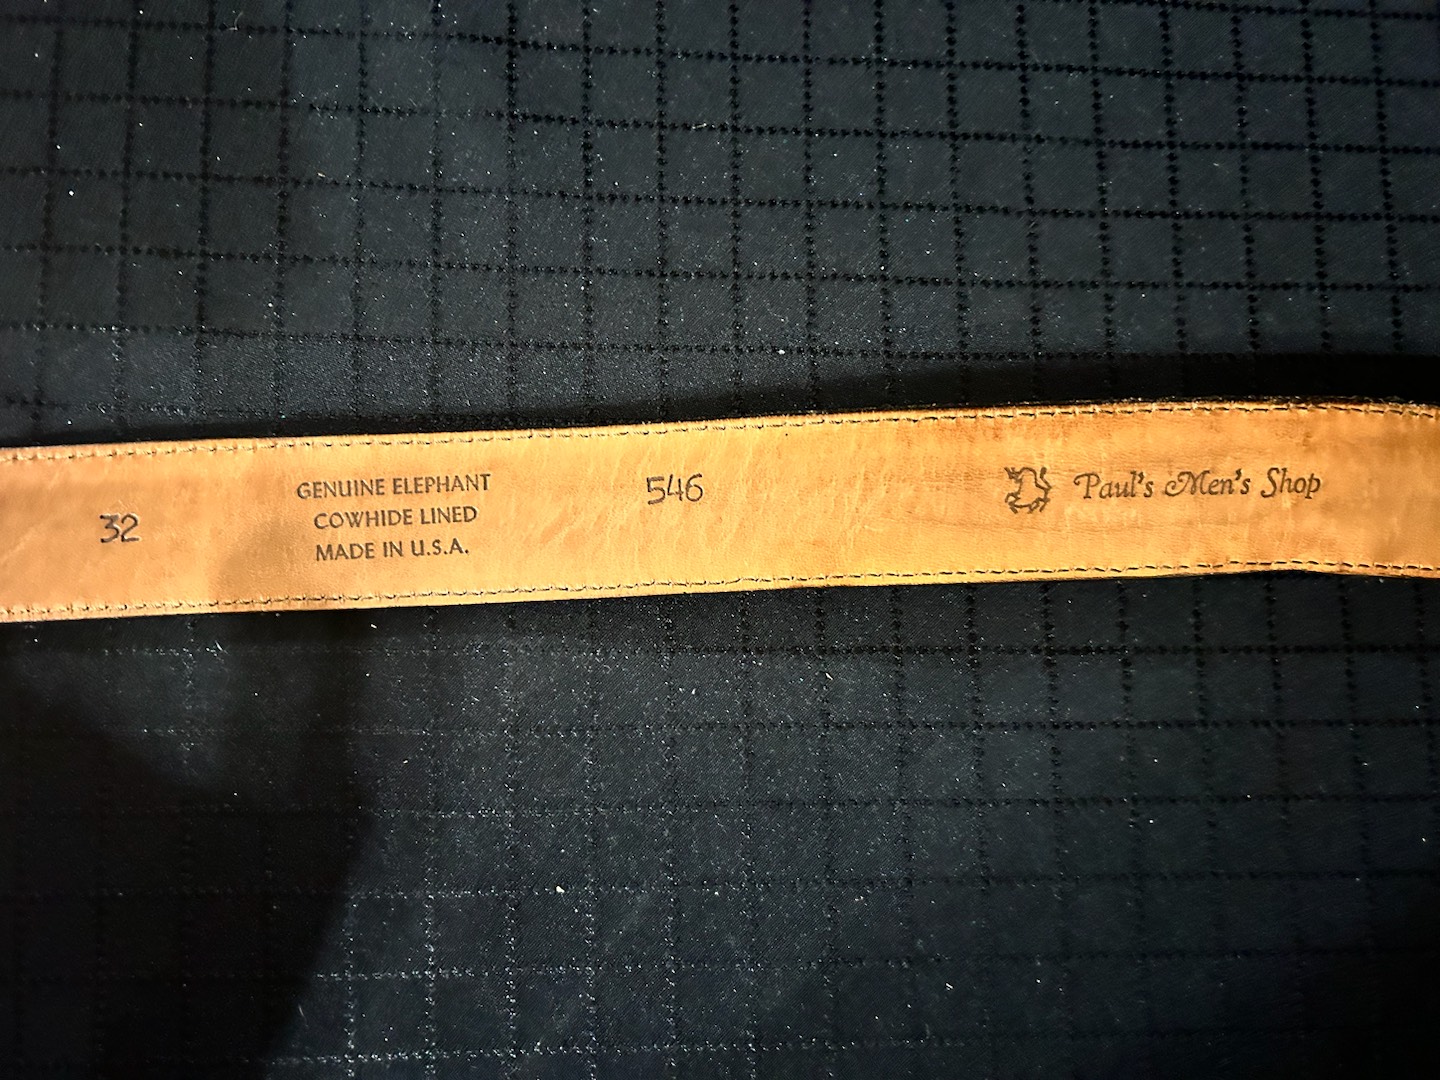 32
GENUINE ELEPHANT
COWHIDE LINED
MADE IN U.S.A.
546
Paul's Men's Shop